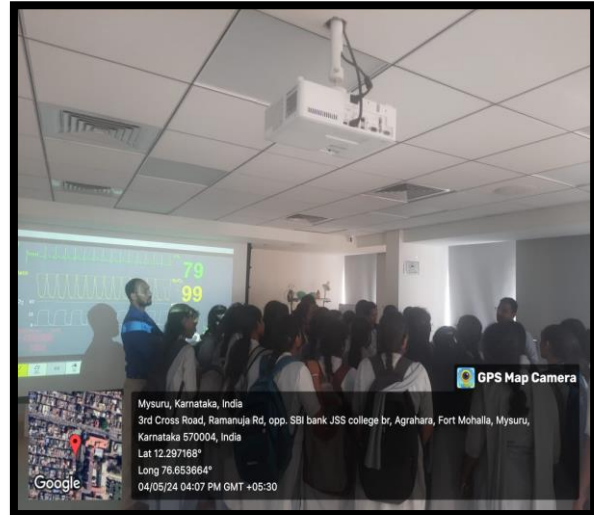 79
99
GPS Map Camera
Mysuru, Karnataka, India
3rd Cross Road, Ramanuja Rd, opp. SBI bank JSS college br, Agrahara, Fort Mohalla, Mysuru,
Karnataka 570004, India
Lat 12.297168°
Long 76.653664°
04/05/24 04:07 PM GMT +05:30
Google